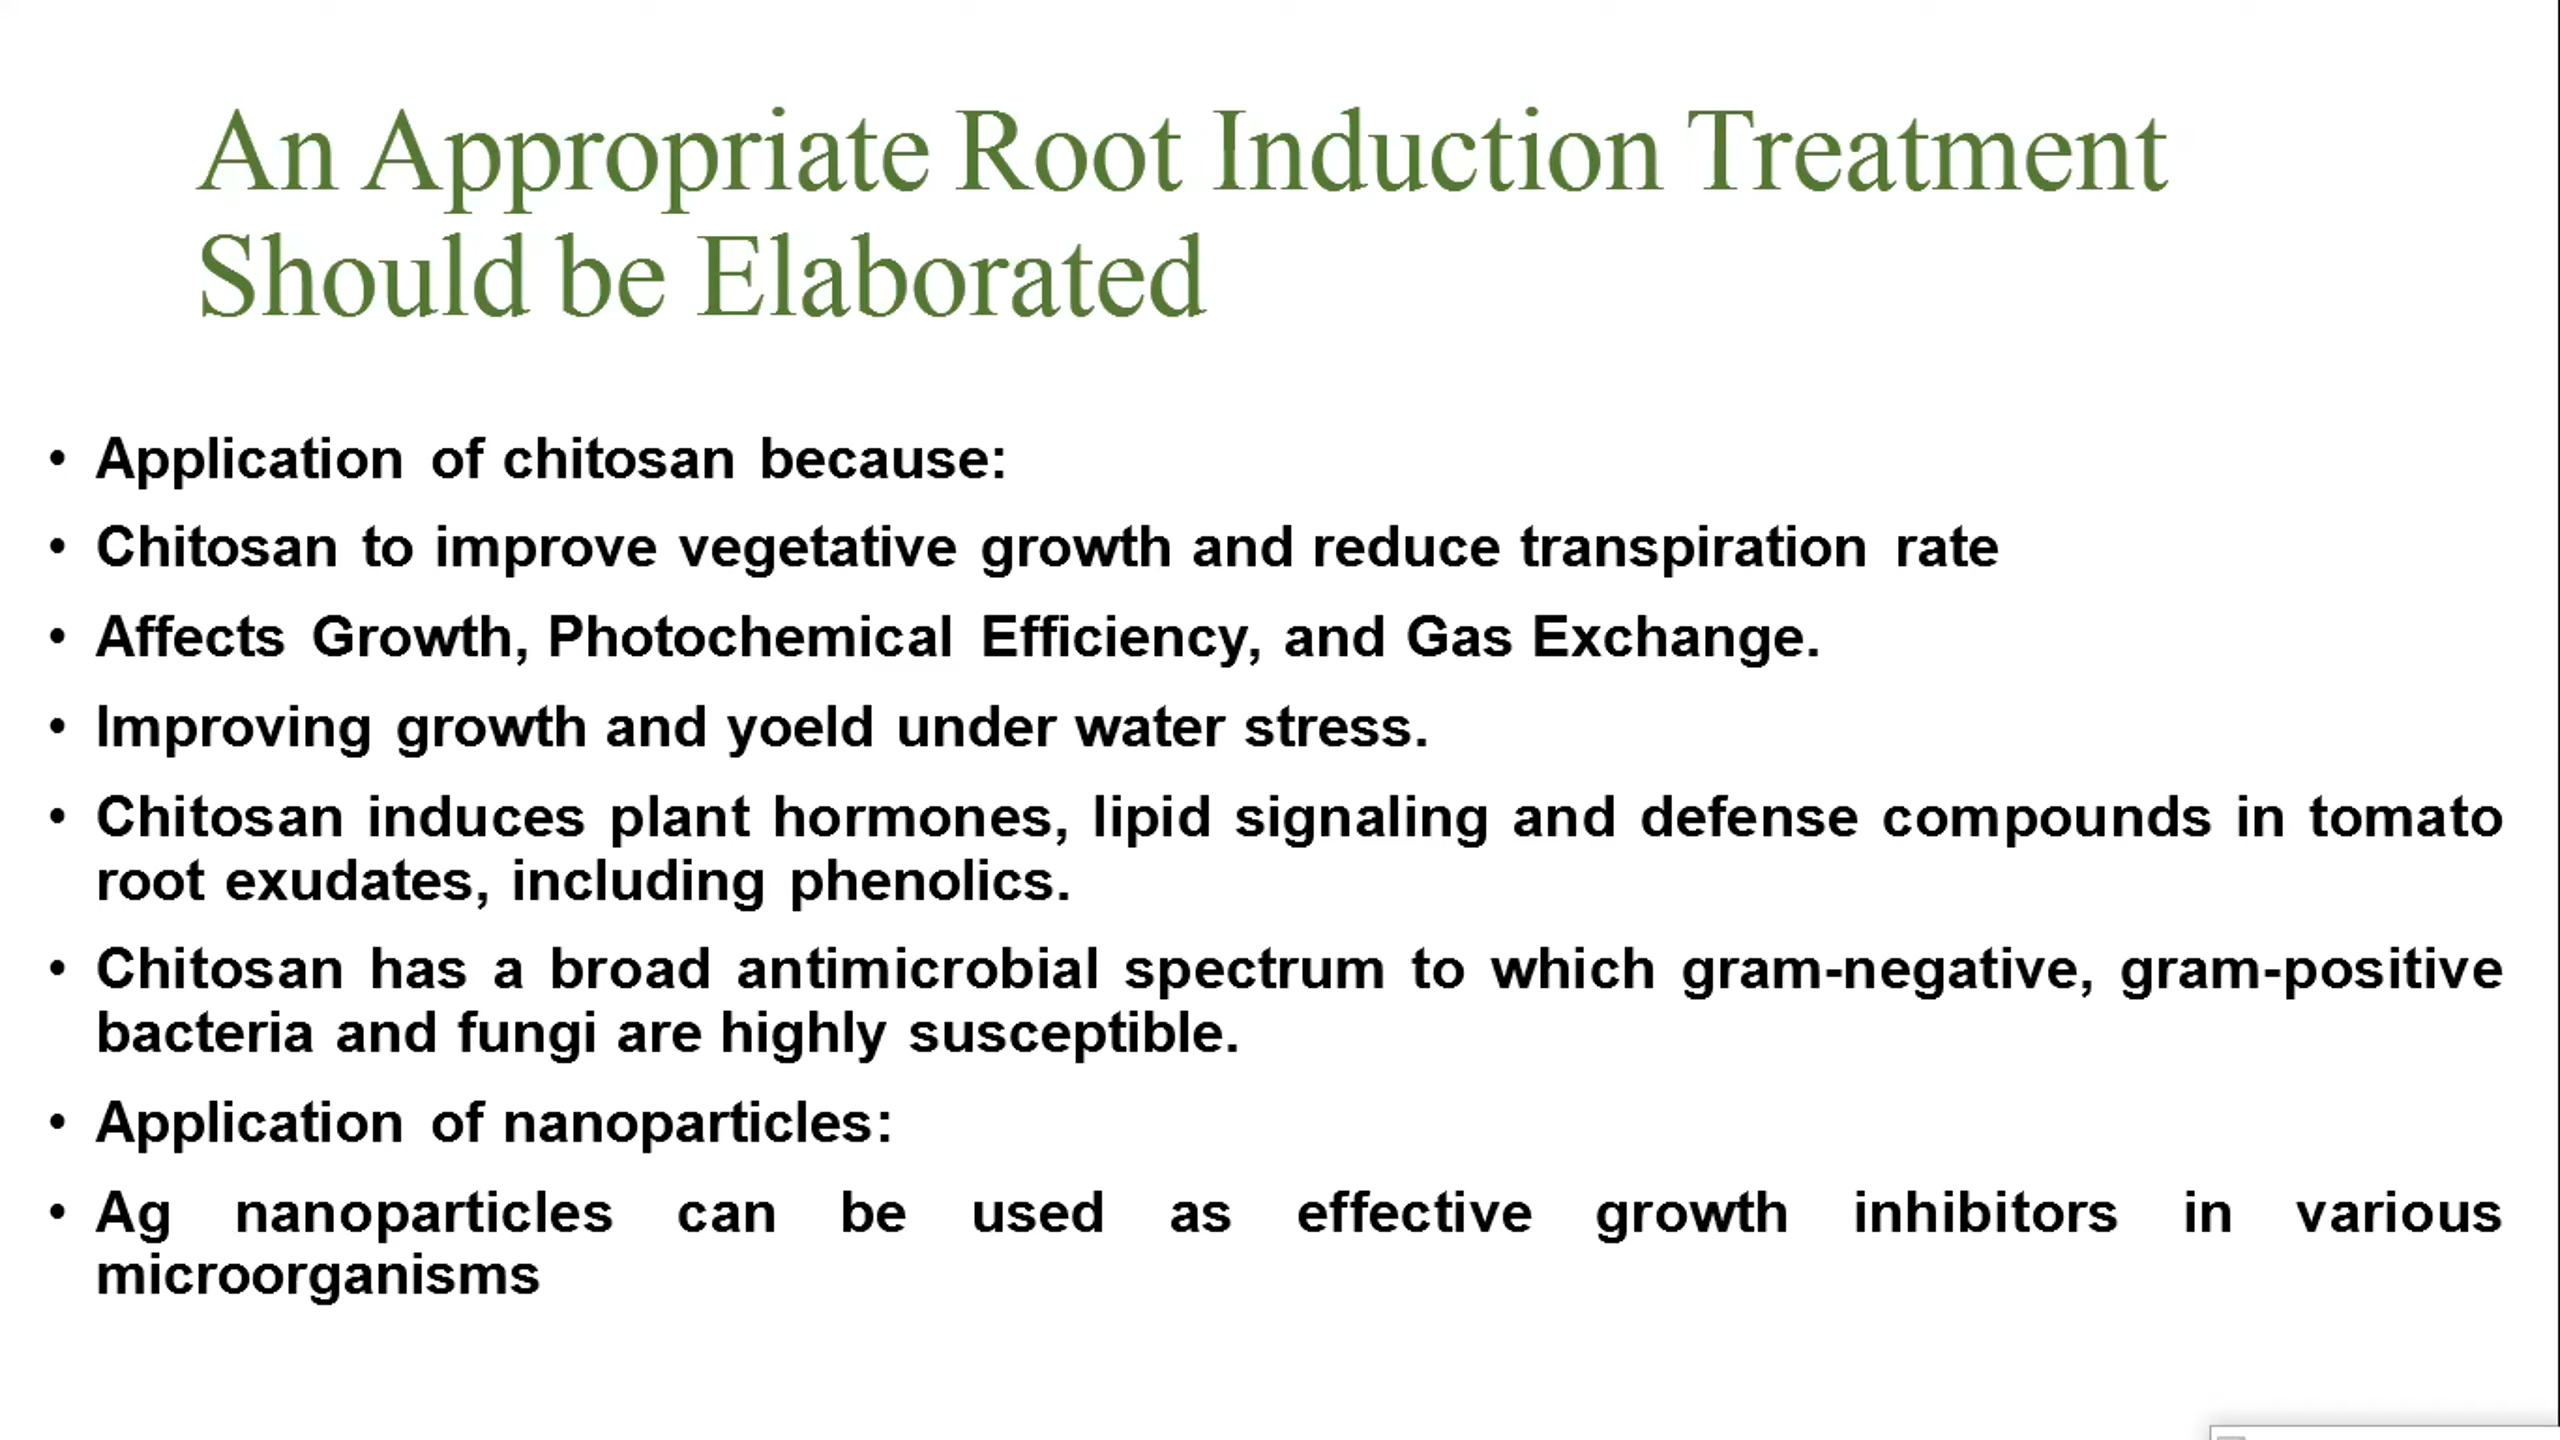 An Appropriate Root Induction Treatment
Should be Elaborated
• Application of chitosan because:
• Chitosan to improve vegetative growth and reduce transpiration rate
• Affects Growth, Photochemical Efficiency, and Gas Exchange.
• Improving growth and yoeld under water stress.
• Chitosan induces plant hormones, lipid signaling and defense compounds in tomato
root exudates, including phenolics.
• Chitosan has a broad antimicrobial spectrum to which gram-negative, gram-positive
bacteria and fungi are highly susceptible.
• Application of nanoparticles:
• Ag nanoparticles can be used as effective growth inhibitors in various
microorganisms